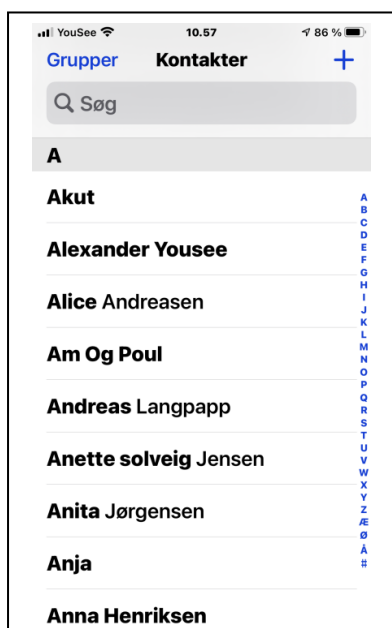 YouSee 10.57 86 %
Grupper Kontakter +
Søg
A
Akut
Alexander Yousee
Alice Andreasen
Am Og Poul
Andreas Langpapp
Anette solveig Jensen
Anita Jørgensen
Anja
Anna Henriksen
A
B
C
D
E
F
G
H
I
J
K
L
M
N
O
P
Q
R
S
T
U
V
W
X
Y
Z
Æ
Ø
Å
#